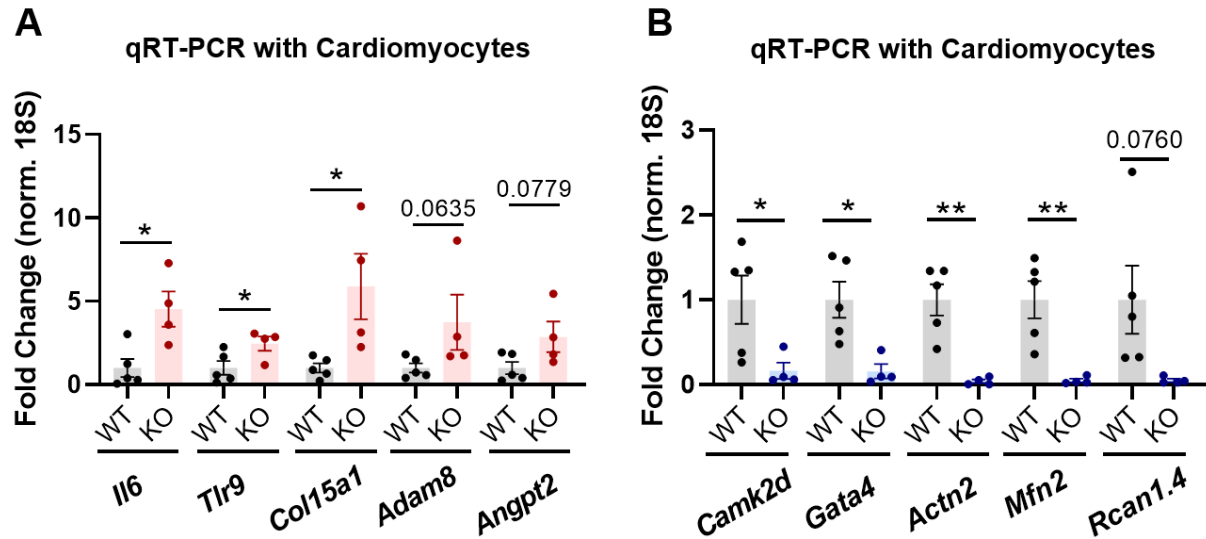 A
qRT-PCR with Cardiomyocytes
Fold Change (norm. 18S)
15
10
5
0
*
*
*
0.0635
0.0779
WT KO WT KO WT KO WT KO WT KO
Il6 Tlr9 Col15a1 Adam8 Angpt2
B
qRT-PCR with Cardiomyocytes
Fold Change (norm. 18S)
3
2
1
0
*
*
**
**
0.0760
WT KO WT KO WT KO WT KO WT KO
Camk2d Gata4 Actn2 Mfn2 Rcan1.4